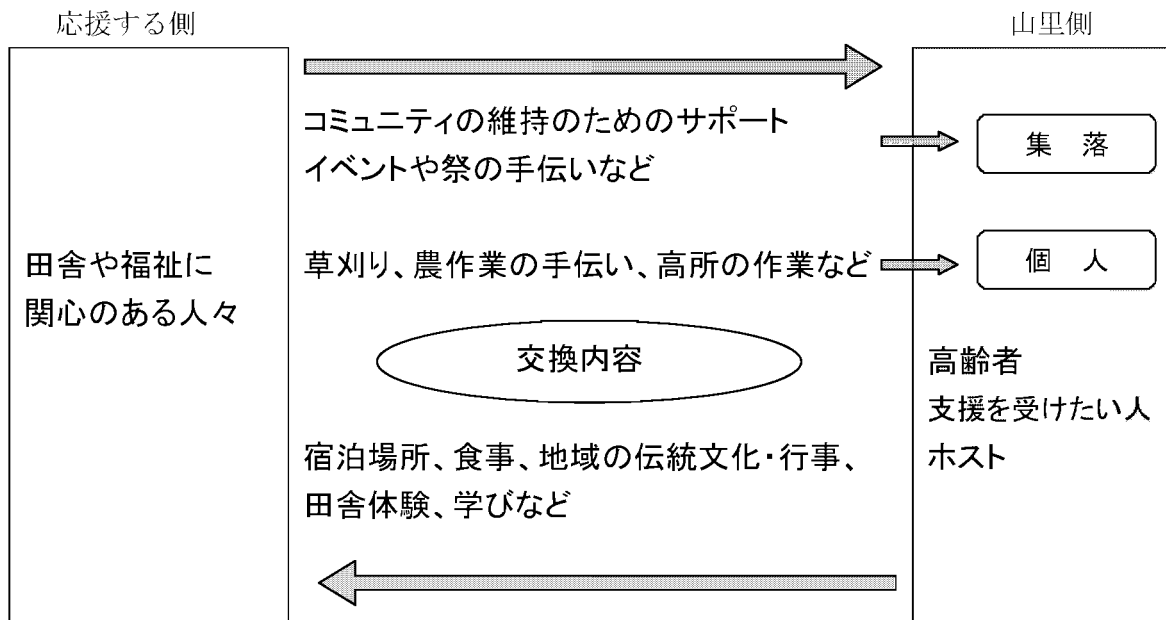 応援する側
山里側
コミュニティの維持のためのサポート
イベントや祭の手伝いなど
集 落
田舎や福祉に
関心のある人々
草刈り、農作業の手伝い、高所の作業など
個 人
交換内容
高齢者
支援を受けたい人
ホスト
宿泊場所、食事、地域の伝統文化・行事、
田舎体験、学びなど